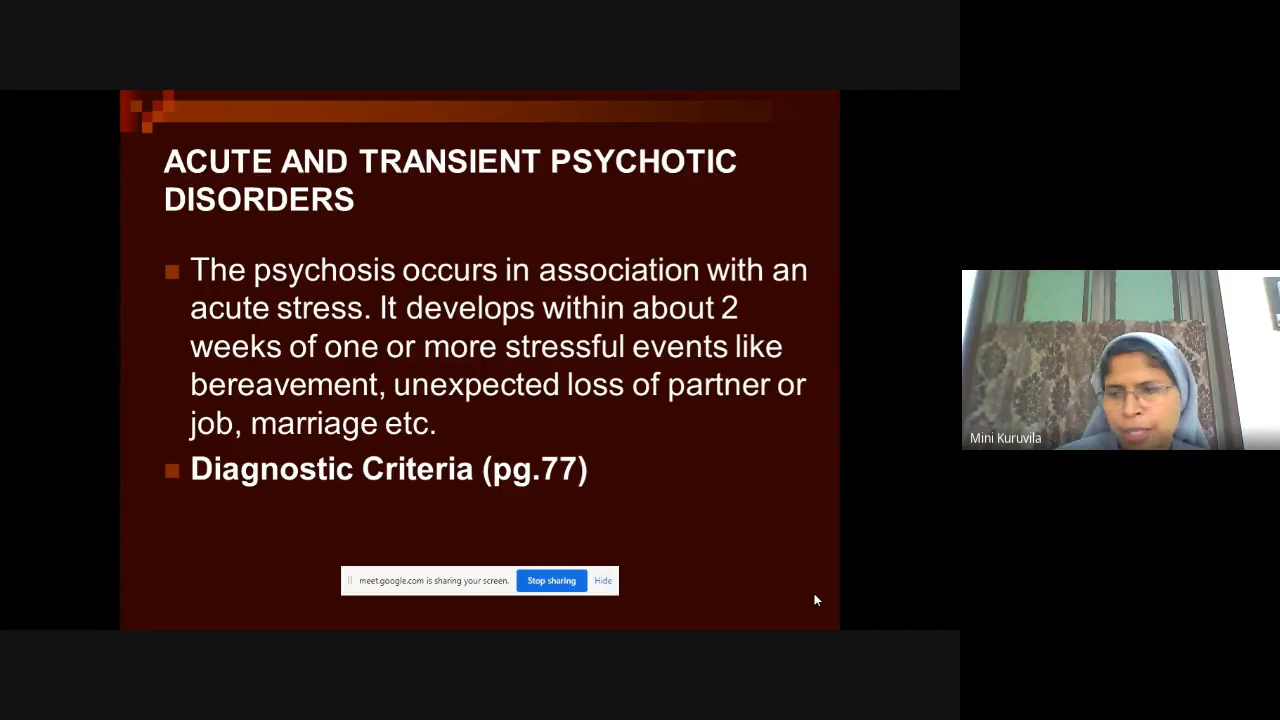 ACUTE AND TRANSIENT PSYCHOTIC
DISORDERS
The psychosis occurs in association with an
acute stress. It develops within about 2
weeks of one or more stressful events like
bereavement, unexpected loss of partner or
job, marriage etc.
Diagnostic Criteria (pg.77)
meet.google.com is sharing your screen. Stop sharing Hide
Mini Kuruvila